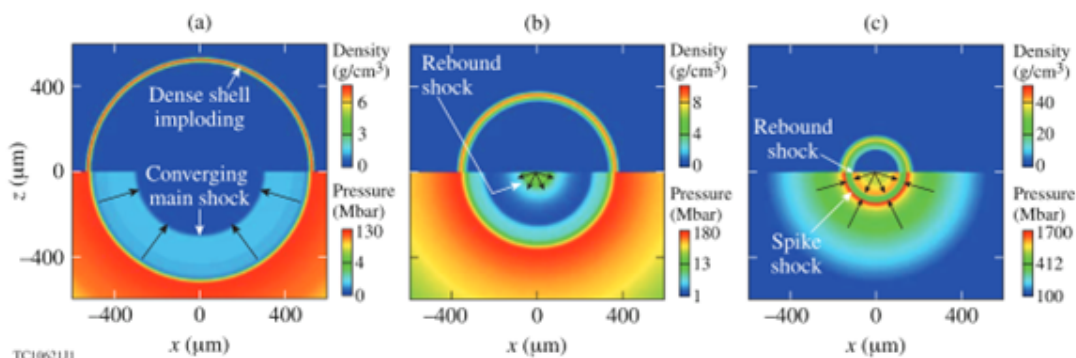 (a)
(b)
(c)
Density
(g/cm³)
6
3
0
Pressure
(Mbar)
130
4
0
Dense shell
imploding
Converging
main shock
z (μm)
400
0
−400
−400
0
400
x (μm)
Density
(g/cm³)
8
4
0
Pressure
(Mbar)
180
13
1
Rebound
shock
−400
0
400
x (μm)
Density
(g/cm³)
40
20
0
Pressure
(Mbar)
1700
412
100
Rebound
shock
Spike
shock
−400
0
400
x (μm)